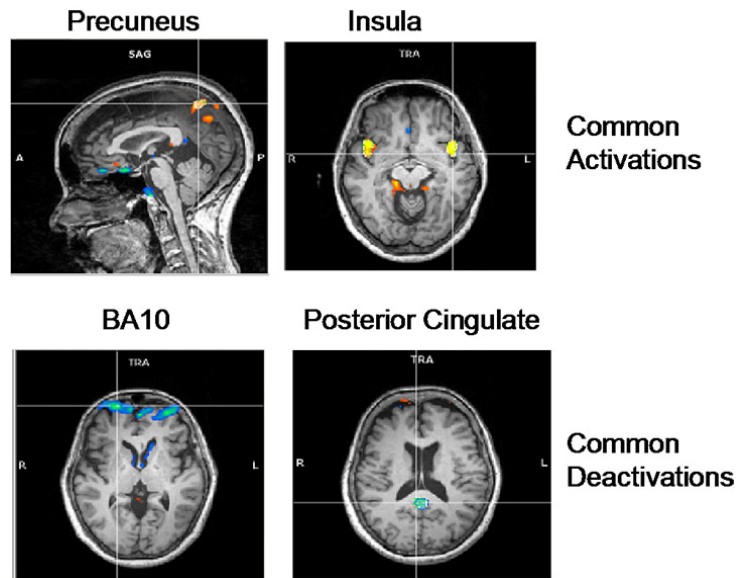 Precuneus
Insula
SAG
TRA
A
P
R
L
Common
Activations
BA10
Posterior Cingulate
TRA
TRA
R
L
R
L
Common
Deactivations